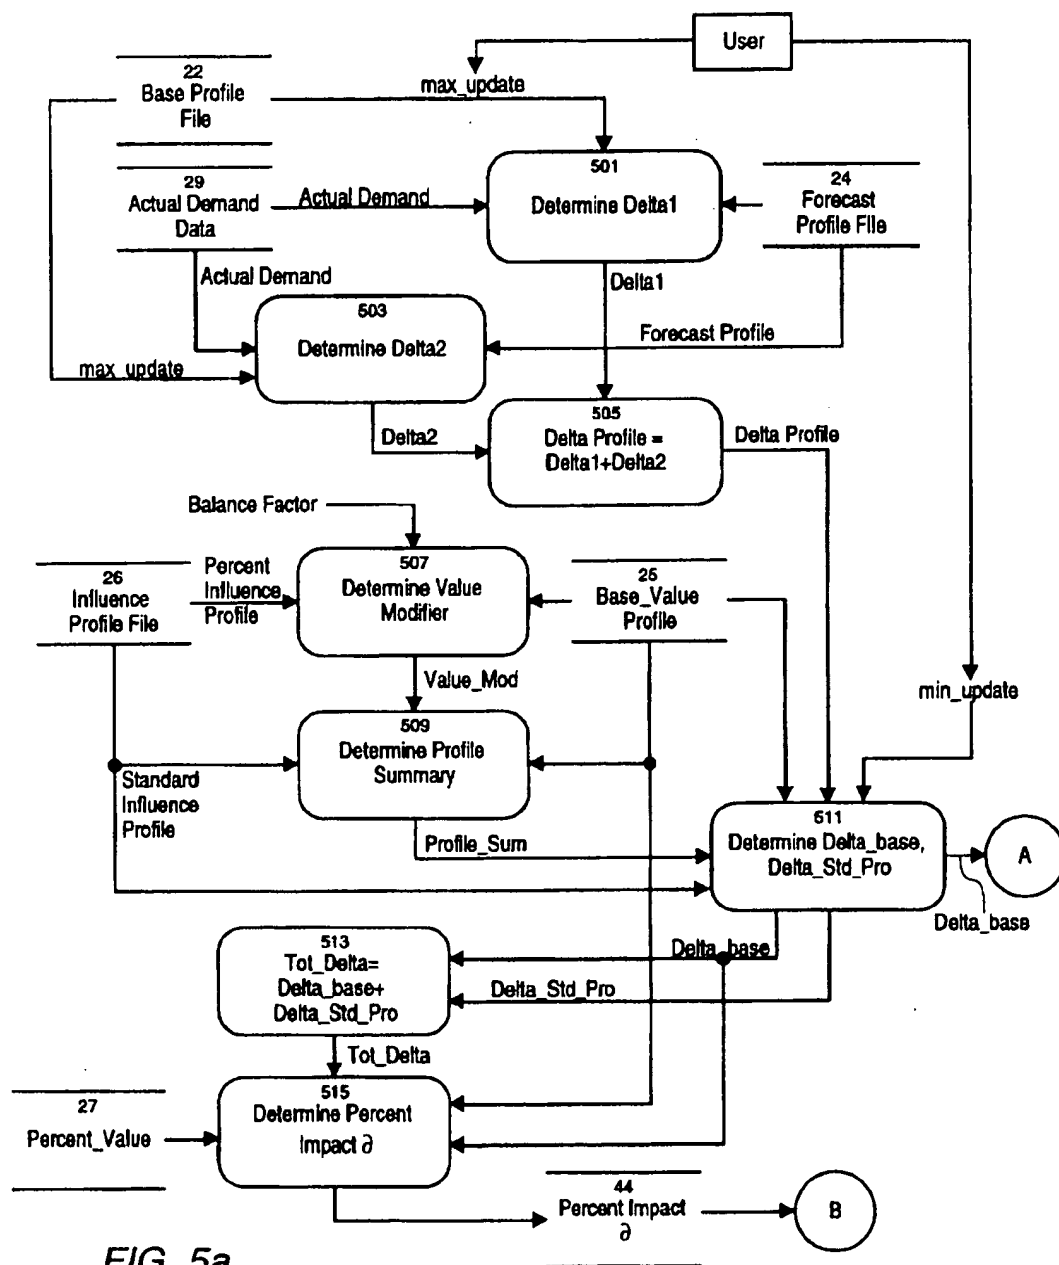 User
22
Base Profile
File
max_update
29
Actual Demand
Data
Actual Demand
501
Determine Delta1
24
Forecast
Profile File
Actual Demand
Delta1
503
Determine Delta2
Forecast Profile
max_update
Delta2
505
Delta Profile =
Delta1+Delta2
Delta Profile
Balance Factor
26
Influence
Profile File
Percent
Influence
Profile
507
Determine Value
Modifier
25
Base_Value
Profile
Value_Mod
min_update
509
Determine Profile
Summary
Standard
Influence
Profile
Profile_Sum
511
Determine Delta_base,
Delta_Std_Pro
A
Delta_base
513
Tot_Delta=
Delta_base+
Delta_Std_Pro
Delta_base
Delta_Std_Pro
Tot_Delta
27
Percent_Value
515
Determine Percent
Impact ∂
44
Percent Impact
∂
B
FIG. 5a